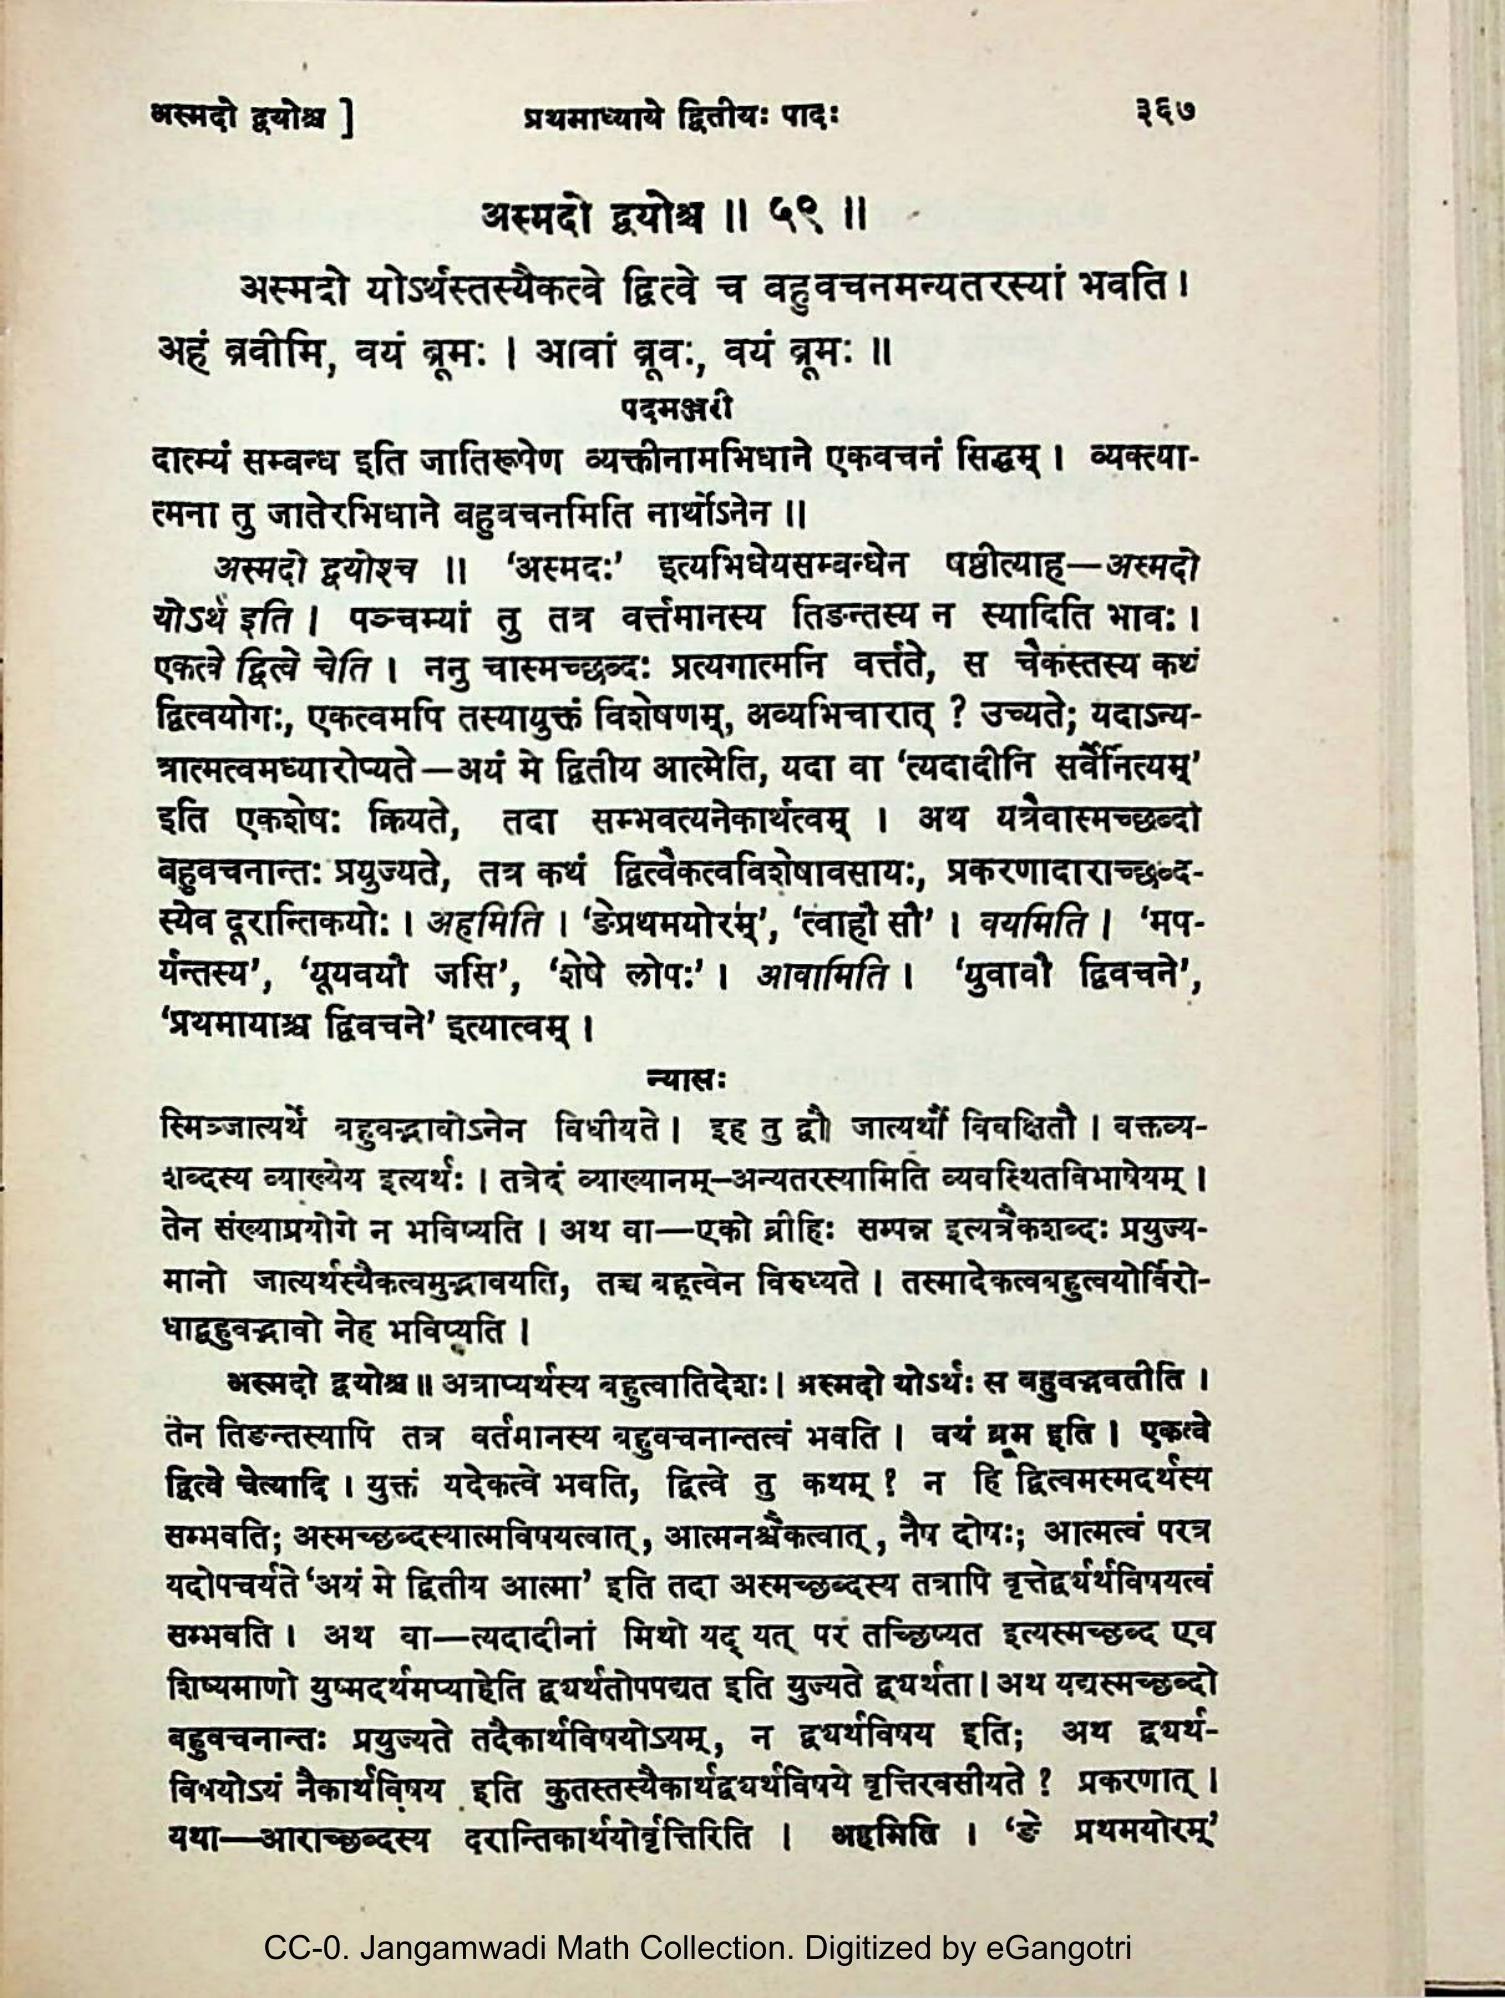 अस्मदो द्वयोश्च ]
प्रथमाध्याये द्वितीयः पादः
३६७
अस्मदो द्वयोश्च ॥ ५९ ॥
अस्मदो योऽर्थस्तस्यैकत्वे द्वित्वे च बहुवचनमन्यतरस्यां भवति ।
अहं ब्रवीमि, वयं ब्रूमः । आवां ब्रूवः, वयं ब्रूमः ॥
पदमञ्जरी
दात्म्यं सम्बन्ध इति जातिरूपेण व्यक्तीनामभिधाने एकवचनं सिद्धम् । व्यक्त्या-
त्मना तु जातेरभिधाने बहुवचनमिति नार्थोऽनेन ॥
अस्मदो द्वयोश्च ॥ ‘अस्मदः’ इत्यभिधेयसम्बन्धेन षष्ठीत्याह—अस्मदो
योऽर्थ इति । पञ्चम्यां तु तत्र वर्त्तमानस्य तिङन्तस्य न स्यादिति भावः ।
एकत्वे द्वित्वे चेति । ननु चास्मच्छब्दः प्रत्यगात्मनि वर्त्तते, स चैकस्तस्य कथं
द्वित्वयोगः, एकत्वमपि तस्यायुक्तं विशेषणम्, अव्यभिचारात् ? उच्यते; यदाऽन्य-
त्रात्मत्वमध्यारोप्यते—अयं मे द्वितीय आत्मेति, यदा वा ‘त्यदादीनि सर्वैर्नित्यम्’
इति एकशेषः क्रियते, तदा सम्भवत्यनेकार्थत्वम् । अथ यत्रैवास्मच्छब्दो
बहुवचनान्तः प्रयुज्यते, तत्र कथं द्वित्वैकत्वविशेषावसायः, प्रकरणादाराच्छब्द-
स्येव दूरान्तिकयोः । अहमिति । ‘ङेप्रथमयोरम्’, ‘त्वाहौ सौ’ । वयमिति । ‘मप-
र्यन्तस्य’, ‘यूयवयौ जसि’, ‘शेषे लोपः’ । आवामिति । ‘युवावौ द्विवचने’,
‘प्रथमायाश्च द्विवचने’ इत्यात्वम् ।
न्यासः
स्मिञ्जात्यर्थे बहुवद्भावोऽनेन विधीयते । इह तु द्वौ जात्यर्थौ विवक्षितौ । वक्तव्य-
शब्दस्य व्याख्येय इत्यर्थः । तत्रेदं व्याख्यानम्—अन्यतरस्यामिति व्यवस्थितविभाषेयम् ।
तेन संख्याप्रयोगे न भविष्यति । अथ वा—एको व्रीहिः सम्पन्न इत्यत्रैकशब्दः प्रयुज्य-
मानो जात्यर्थस्यैकत्वमुद्भावयति, तच्च बहुत्वेन विरुध्यते । तस्मादेकत्वबहुत्वयोर्विरो-
धाद्बहुवद्भावो नेह भविष्यति ।
अस्मदो द्वयोश्च ॥ अत्राप्यर्थस्य बहुत्वातिदेशः । अस्मदो योऽर्थः स बहुवद्भवतीति ।
तेन तिङन्तस्यापि तत्र वर्तमानस्य बहुवचनान्तत्वं भवति । वयं ब्रूम इति । एकत्वे
द्वित्वे चेत्यादि । युक्तं यदेकत्वे भवति, द्वित्वे तु कथम् ? न हि द्वित्वमस्मदर्थस्य
सम्भवति; अस्मच्छब्दस्यात्मविषयत्वात्, आत्मनश्चैकत्वात्, नैष दोषः; आत्मत्वं परत्र
यदोपचर्यते ‘अयं मे द्वितीय आत्मा’ इति तदा अस्मच्छब्दस्य तत्रापि वृत्तेर्द्व्यर्थविषयत्वं
सम्भवति । अथ वा—त्यदादीनां मिथो यद् यत् परं तच्छिष्यत इत्यस्मच्छब्द एव
शिष्यमाणो युष्मदर्थमप्याहेति द्व्यर्थतोपपद्यत इति युज्यते द्व्यर्थता । अथ यद्यस्मच्छब्दो
बहुवचनान्तः प्रयुज्यते तदैकार्थविषयोऽयम्, न द्व्यर्थविषय इति; अथ द्व्यर्थ-
विषयोऽयं नैकार्थविषय इति कुतस्तस्यैकार्थद्व्यर्थविषये वृत्तिरवसीयते ? प्रकरणात् ।
यथा—आराच्छब्दस्य दूरान्तिकार्थयोर्वृत्तिरिति । अहमिति । ‘ङे प्रथमयोरम्’
CC-0. Jangamwadi Math Collection. Digitized by eGangotri